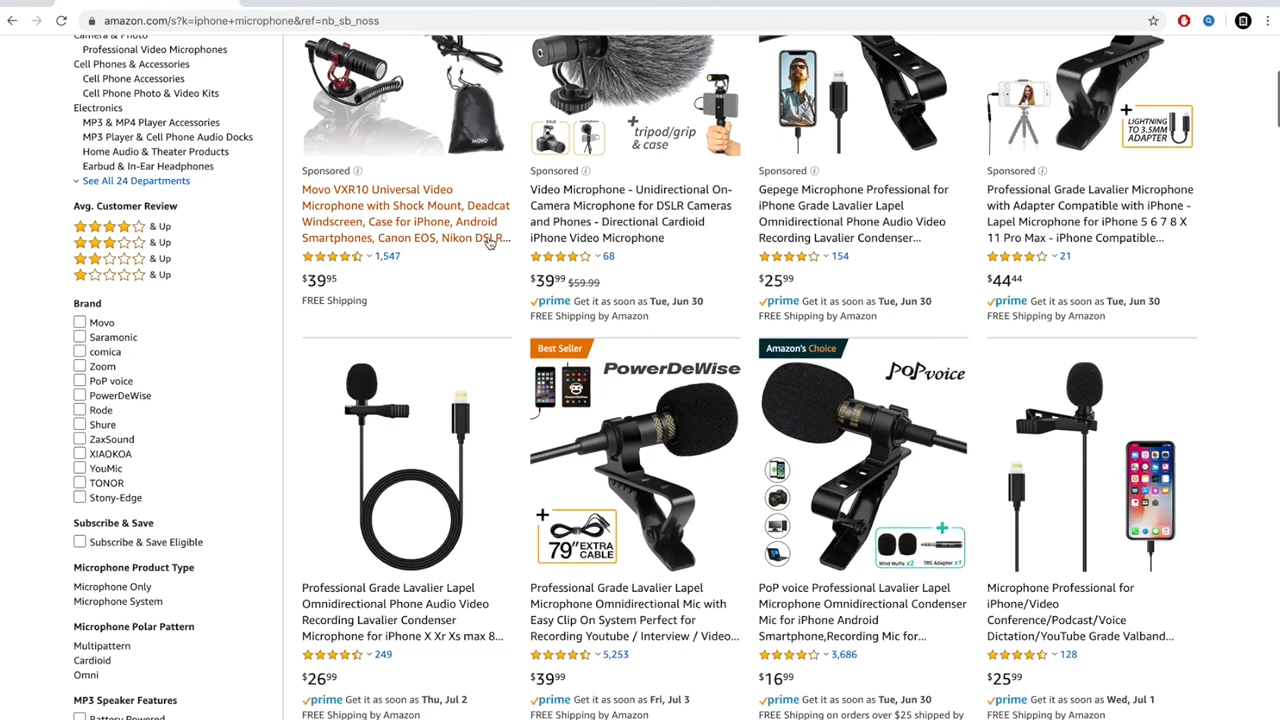 amazon.com/s?k=iphone+microphone&ref=nb_sb_noss
Camera & Photo
Professional Video Microphones
Cell Phones & Accessories
Cell Phone Accessories
Cell Phone Photo & Video Kits
Electronics
MP3 & MP4 Player Accessories
MP3 Player & Cell Phone Audio Docks
Home Audio & Theater Products
Earbud & In-Ear Headphones
See All 24 Departments
Avg. Customer Review
& Up
& Up
& Up
& Up
Brand
Movo
Saramonic
comica
Zoom
PoP voice
PowerDeWise
Rode
Shure
ZaxSound
XIAOKOA
YouMic
TONOR
Stony-Edge
Subscribe & Save
Subscribe & Save Eligible
Microphone Product Type
Microphone Only
Microphone System
Microphone Polar Pattern
Multipattern
Cardioid
Omni
MP3 Speaker Features
Battery Powered
MOVO
Sponsored
Movo VXR10 Universal Video
Microphone with Shock Mount, Deadcat
Windscreen, Case for iPhone, Android
Smartphones, Canon EOS, Nikon DSLR...
1,547
$39.95
FREE Shipping
DSLR
smartphone
+ tripod/grip
& case
Sponsored
Video Microphone - Unidirectional On-
Camera Microphone for DSLR Cameras
and Phones - Directional Cardioid
iPhone Video Microphone
68
$39.99 $59.99
prime Get it as soon as Tue, Jun 30
FREE Shipping by Amazon
Sponsored
Gepege Microphone Professional for
iPhone Grade Lavalier Lapel
Omnidirectional Phone Audio Video
Recording Lavalier Condenser...
154
$25.99
prime Get it as soon as Tue, Jun 30
FREE Shipping by Amazon
+
LIGHTNING
TO 3.5MM
ADAPTER
Sponsored
Professional Grade Lavalier Microphone
with Adapter Compatible with iPhone -
Lapel Microphone for iPhone 5 6 7 8 X
11 Pro Max - iPhone Compatible...
21
$44.44
prime Get it as soon as Tue, Jun 30
FREE Shipping by Amazon
Professional Grade Lavalier Lapel
Omnidirectional Phone Audio Video
Recording Lavalier Condenser
Microphone for iPhone X Xr Xs max 8...
249
$26.99
prime Get it as soon as Thu, Jul 2
FREE Shipping by Amazon
Best Seller
PowerDeWise
+
79" EXTRA
CABLE
Professional Grade Lavalier Lapel
Microphone Omnidirectional Mic with
Easy Clip On System Perfect for
Recording Youtube / Interview / Video...
5,253
$39.99
prime Get it as soon as Fri, Jul 3
FREE Shipping by Amazon
Amazon's Choice
PoP voice
+
Wind Muffs x2
TRS Adapter x1
PoP voice Professional Lavalier Lapel
Microphone Omnidirectional Condenser
Mic for iPhone Android
Smartphone,Recording Mic for...
3,686
$16.99
prime Get it as soon as Tue, Jun 30
FREE Shipping on orders over $25 shipped by
Microphone Professional for
iPhone/Video
Conference/Podcast/Voice
Dictation/YouTube Grade Valband...
128
$25.99
prime Get it as soon as Wed, Jul 1
FREE Shipping by Amazon